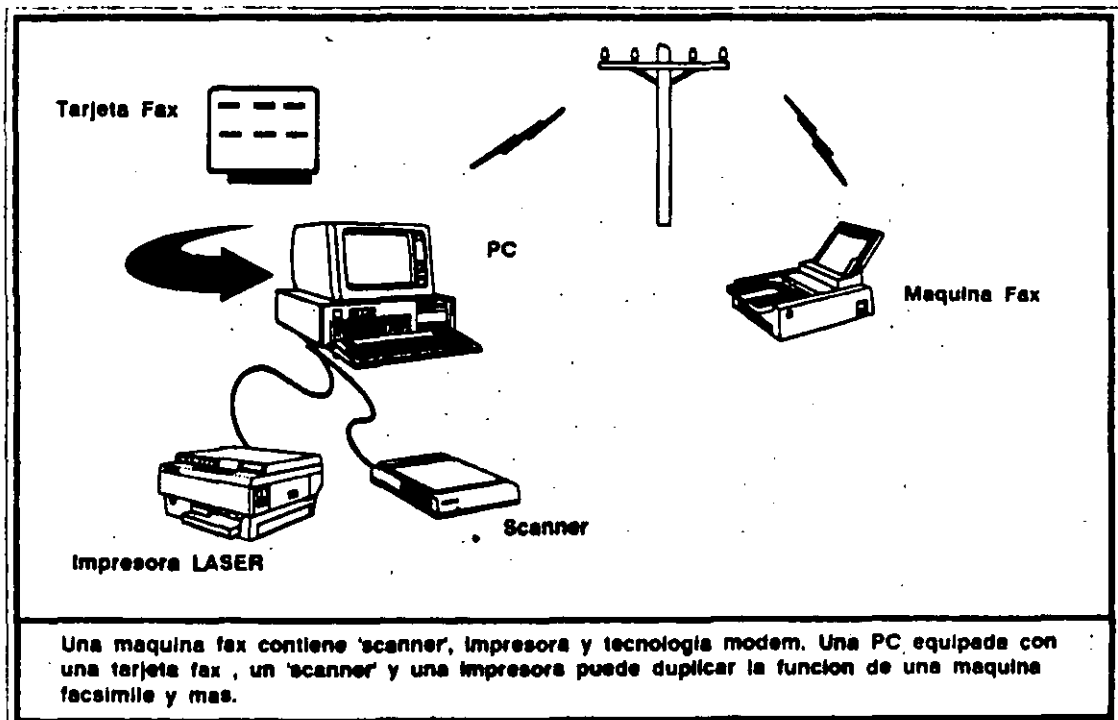 Tarjeta Fax
PC
Maquina Fax
Scanner
Impresora LASER
Una maquina fax contiene 'scanner', impresora y tecnologia modem. Una PC equipada con
una tarjeta fax , un 'scanner' y una impresora puede duplicar la funcion de una maquina
facsimile y mas.